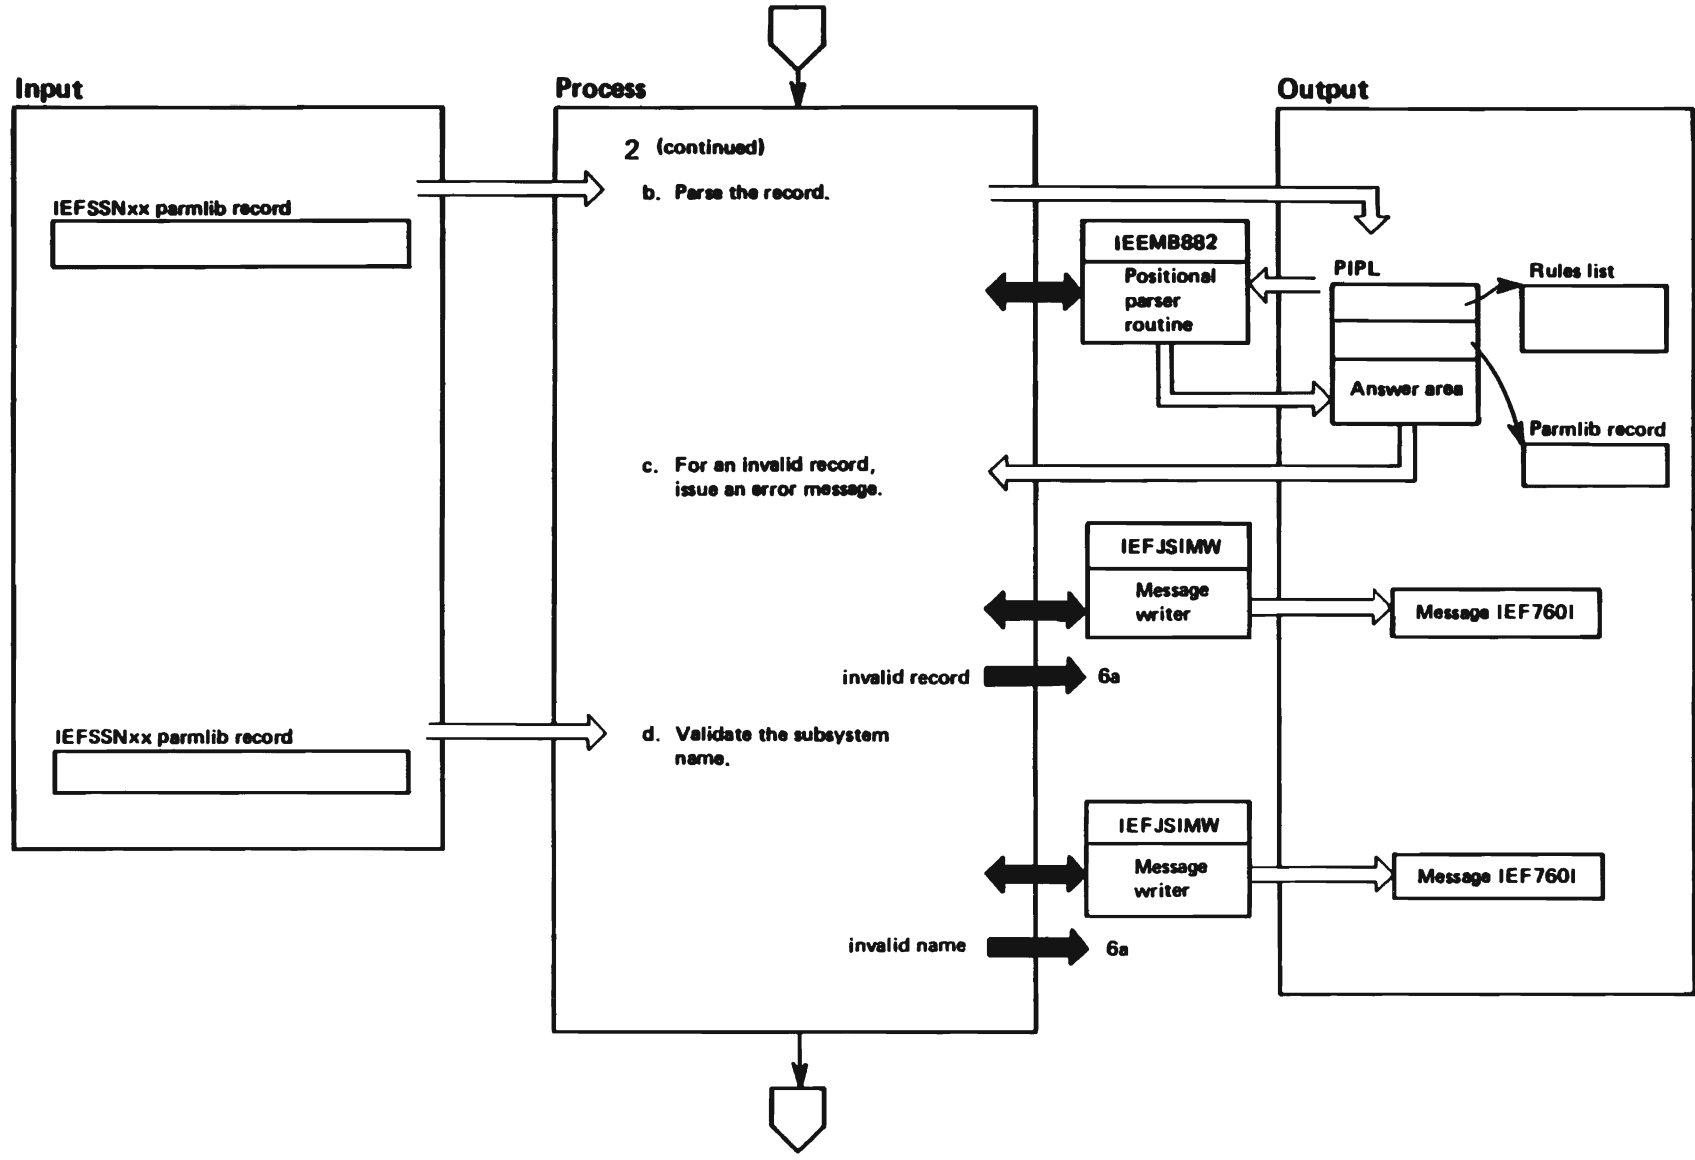 Input
Process
Output
2 (continued)
b. Parse the record.
IEFSSNxx parmlib record
IEEMB882
Positional
parser
routine
PIPL
Rules list
Answer area
Parmlib record
c. For an invalid record,
issue an error message.
IEFJSIMW
Message
writer
Message IEF760I
invalid record
6a
IEFSSNxx parmlib record
d. Validate the subsystem
name.
IEFJSIMW
Message
writer
Message IEF760I
invalid name
6a